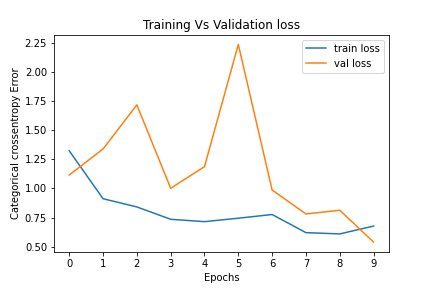 Training Vs Validation loss
train loss
val loss
Categorical crossentropy Error
2.25
2.00
1.75
1.50
1.25
1.00
0.75
0.50
0 1 2 3 4 5 6 7 8 9
Epochs